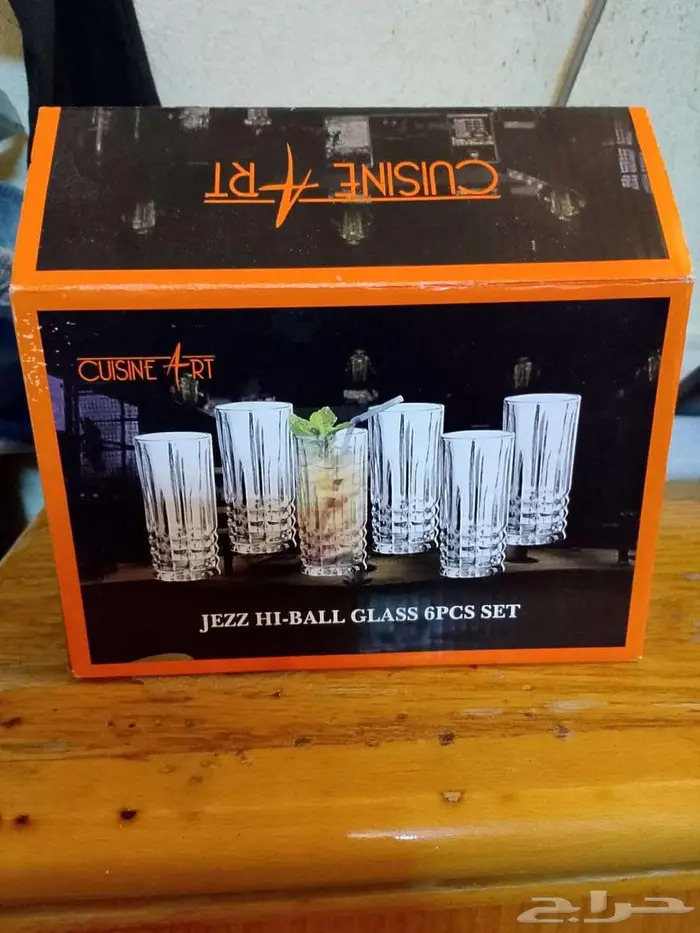 CUISINE ART
CUISINE ART
JEZZ HI-BALL GLASS 6PCS SET
حراج